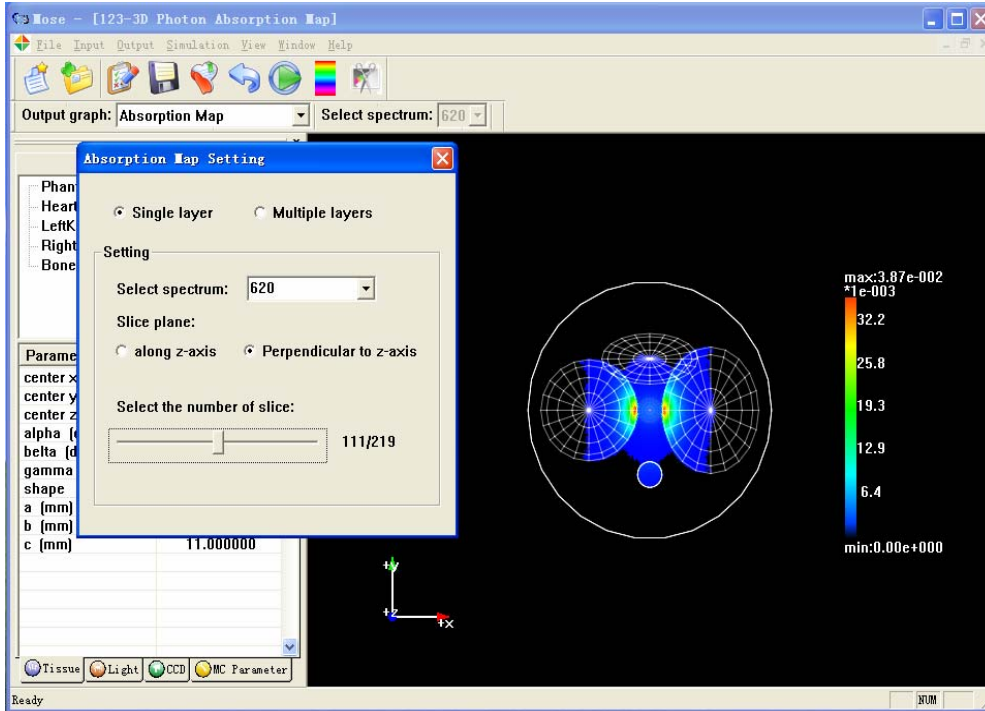 Mose - [123-3D Photon Absorption Map]
File Input Output Simulation View Window Help
Output graph: Absorption Map Select spectrum: 620
Absorption Map Setting
Single layer Multiple layers
Setting
Select spectrum: 620
Slice plane:
along z-axis Perpendicular to z-axis
Select the number of slice:
111/219
Phan
Heart
LeftK
Right
Bone
Parame
center x
center y
center z
alpha (
belta (d
gamma
shape
a (mm)
b (mm)
c (mm) 11.000000
Tissue Light CCD MC Parameter
max:3.87e-002
*1e-003
32.2
25.8
19.3
12.9
6.4
min:0.00e+000
+y
+z
+x
Ready NUM